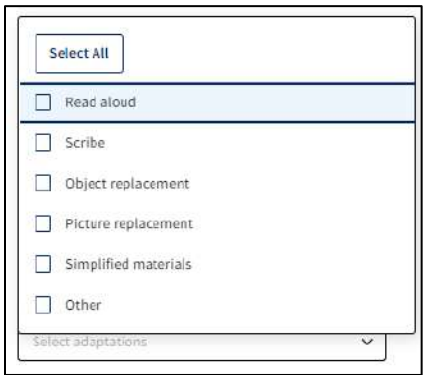 Select All
Read aloud
Scribe
Object replacement
Picture replacement
Simplified materials
Other
Select adaptations